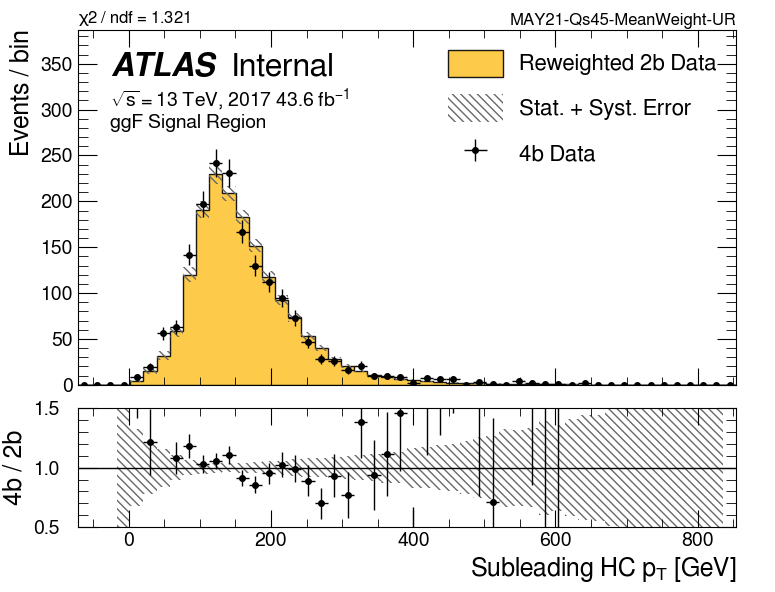 χ2 / ndf = 1.321
MAY21-Qs45-MeanWeight-UR
Events / bin
350
300
250
200
150
100
50
0
ATLAS Internal
√s = 13 TeV, 2017 43.6 fb⁻¹
ggF Signal Region
Reweighted 2b Data
Stat. + Syst. Error
4b Data
4b / 2b
1.5
1.0
0.5
0 200 400 600 800
Subleading HC pT [GeV]